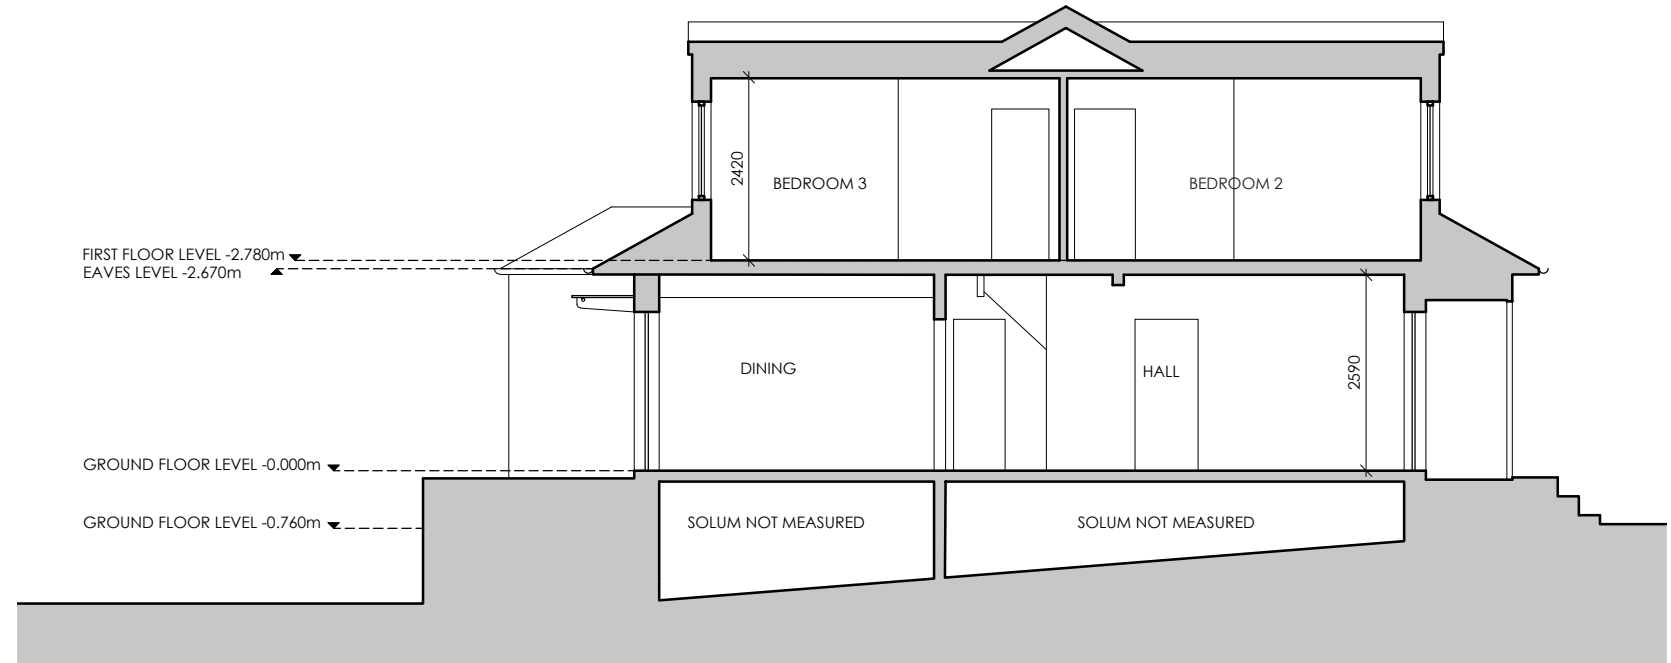 2420
BEDROOM 3
BEDROOM 2
FIRST FLOOR LEVEL -2.780m
EAVES LEVEL -2.670m
DINING
HALL
2590
GROUND FLOOR LEVEL -0.000m
GROUND FLOOR LEVEL -0.760m
SOLUM NOT MEASURED
SOLUM NOT MEASURED